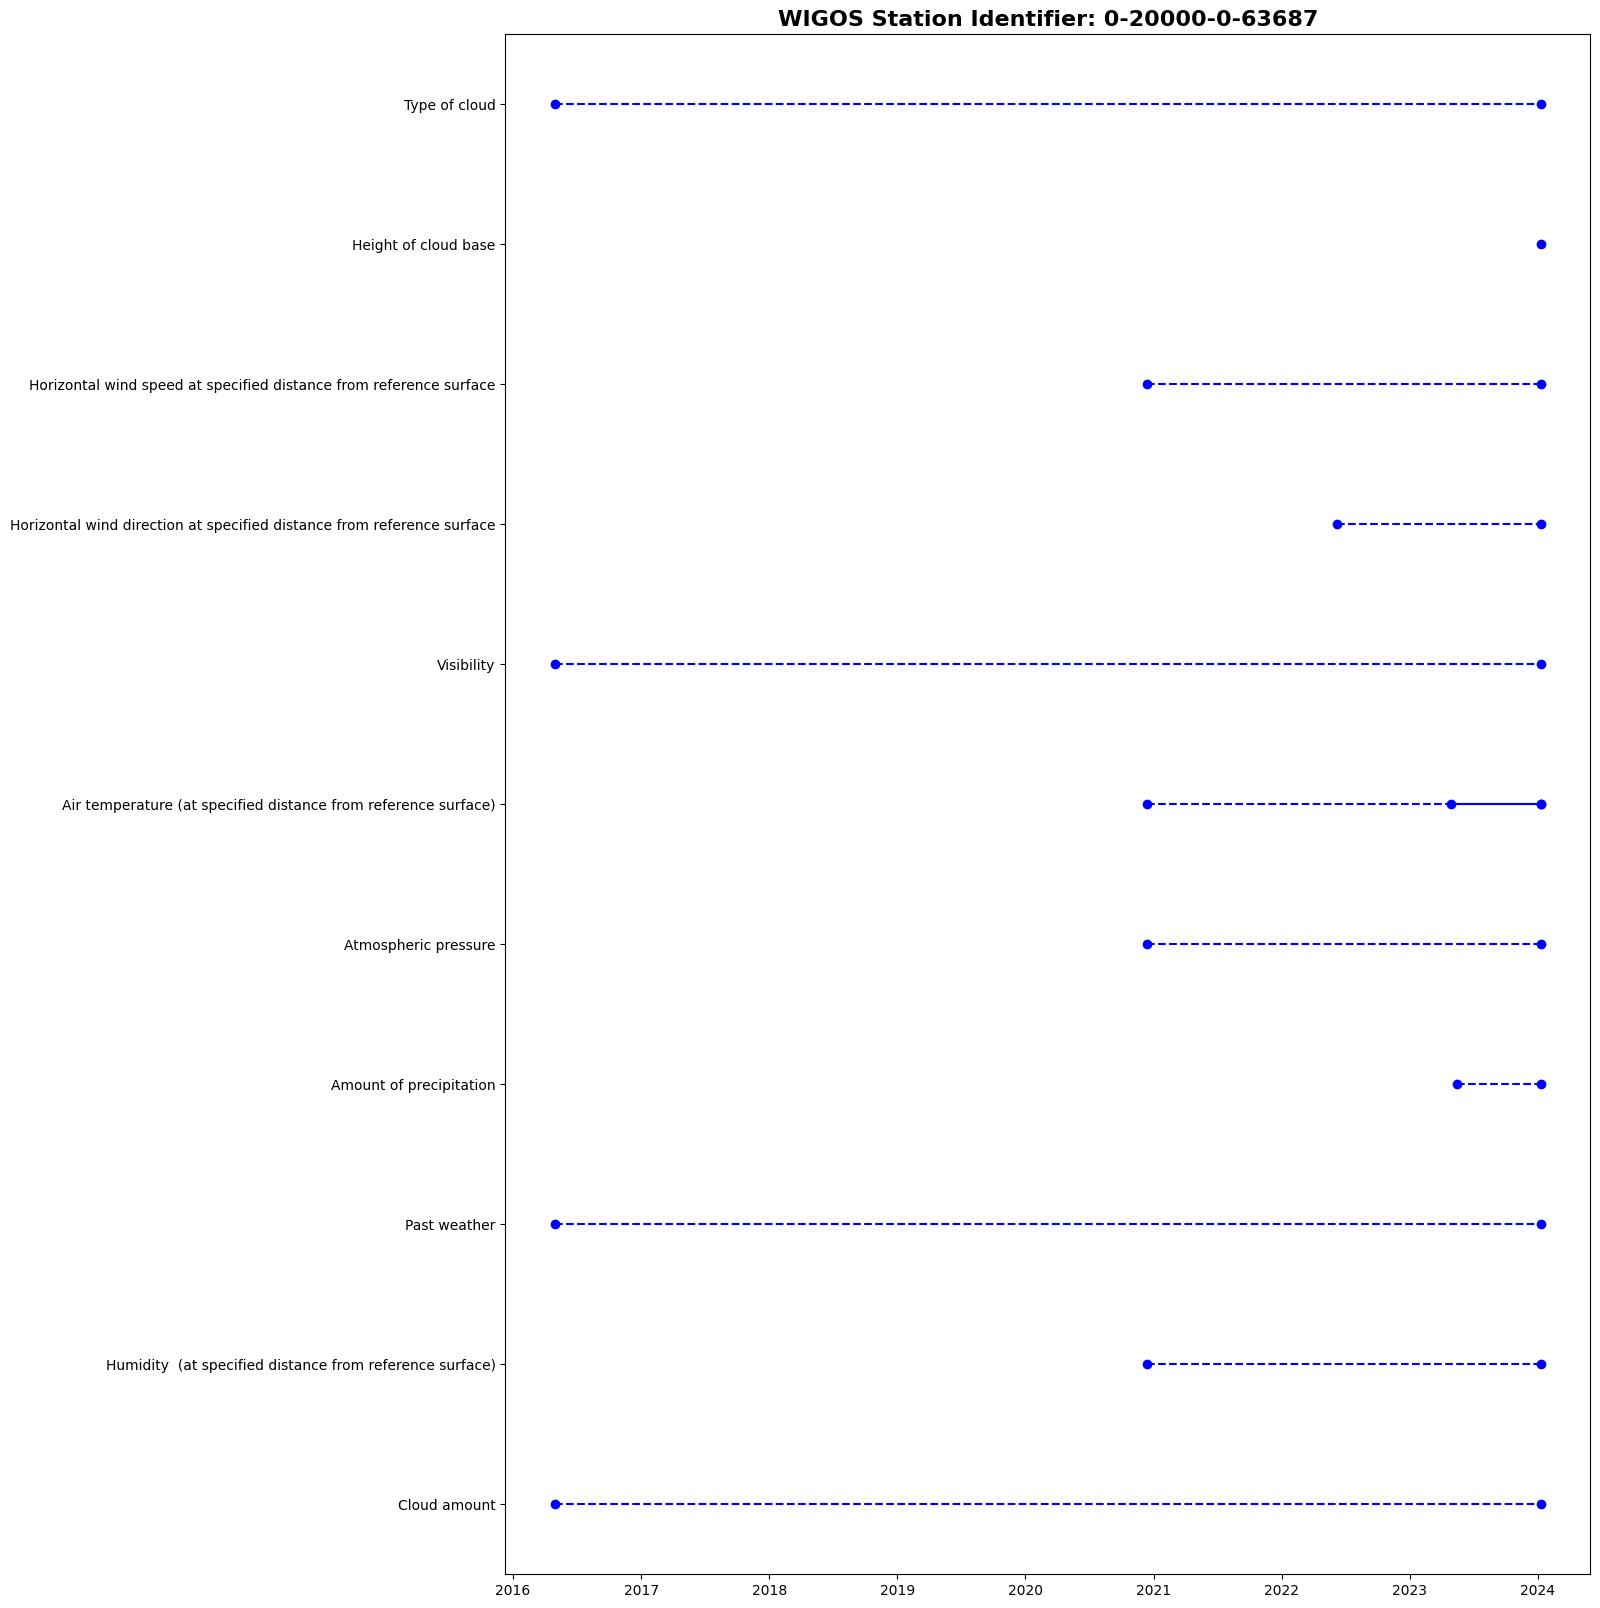 WIGOS Station Identifier: 0-20000-0-63687
Type of cloud
Height of cloud base
Horizontal wind speed at specified distance from reference surface
Horizontal wind direction at specified distance from reference surface
Visibility
Air temperature (at specified distance from reference surface)
Atmospheric pressure
Amount of precipitation
Past weather
Humidity  (at specified distance from reference surface)
Cloud amount
2016 2017 2018 2019 2020 2021 2022 2023 2024